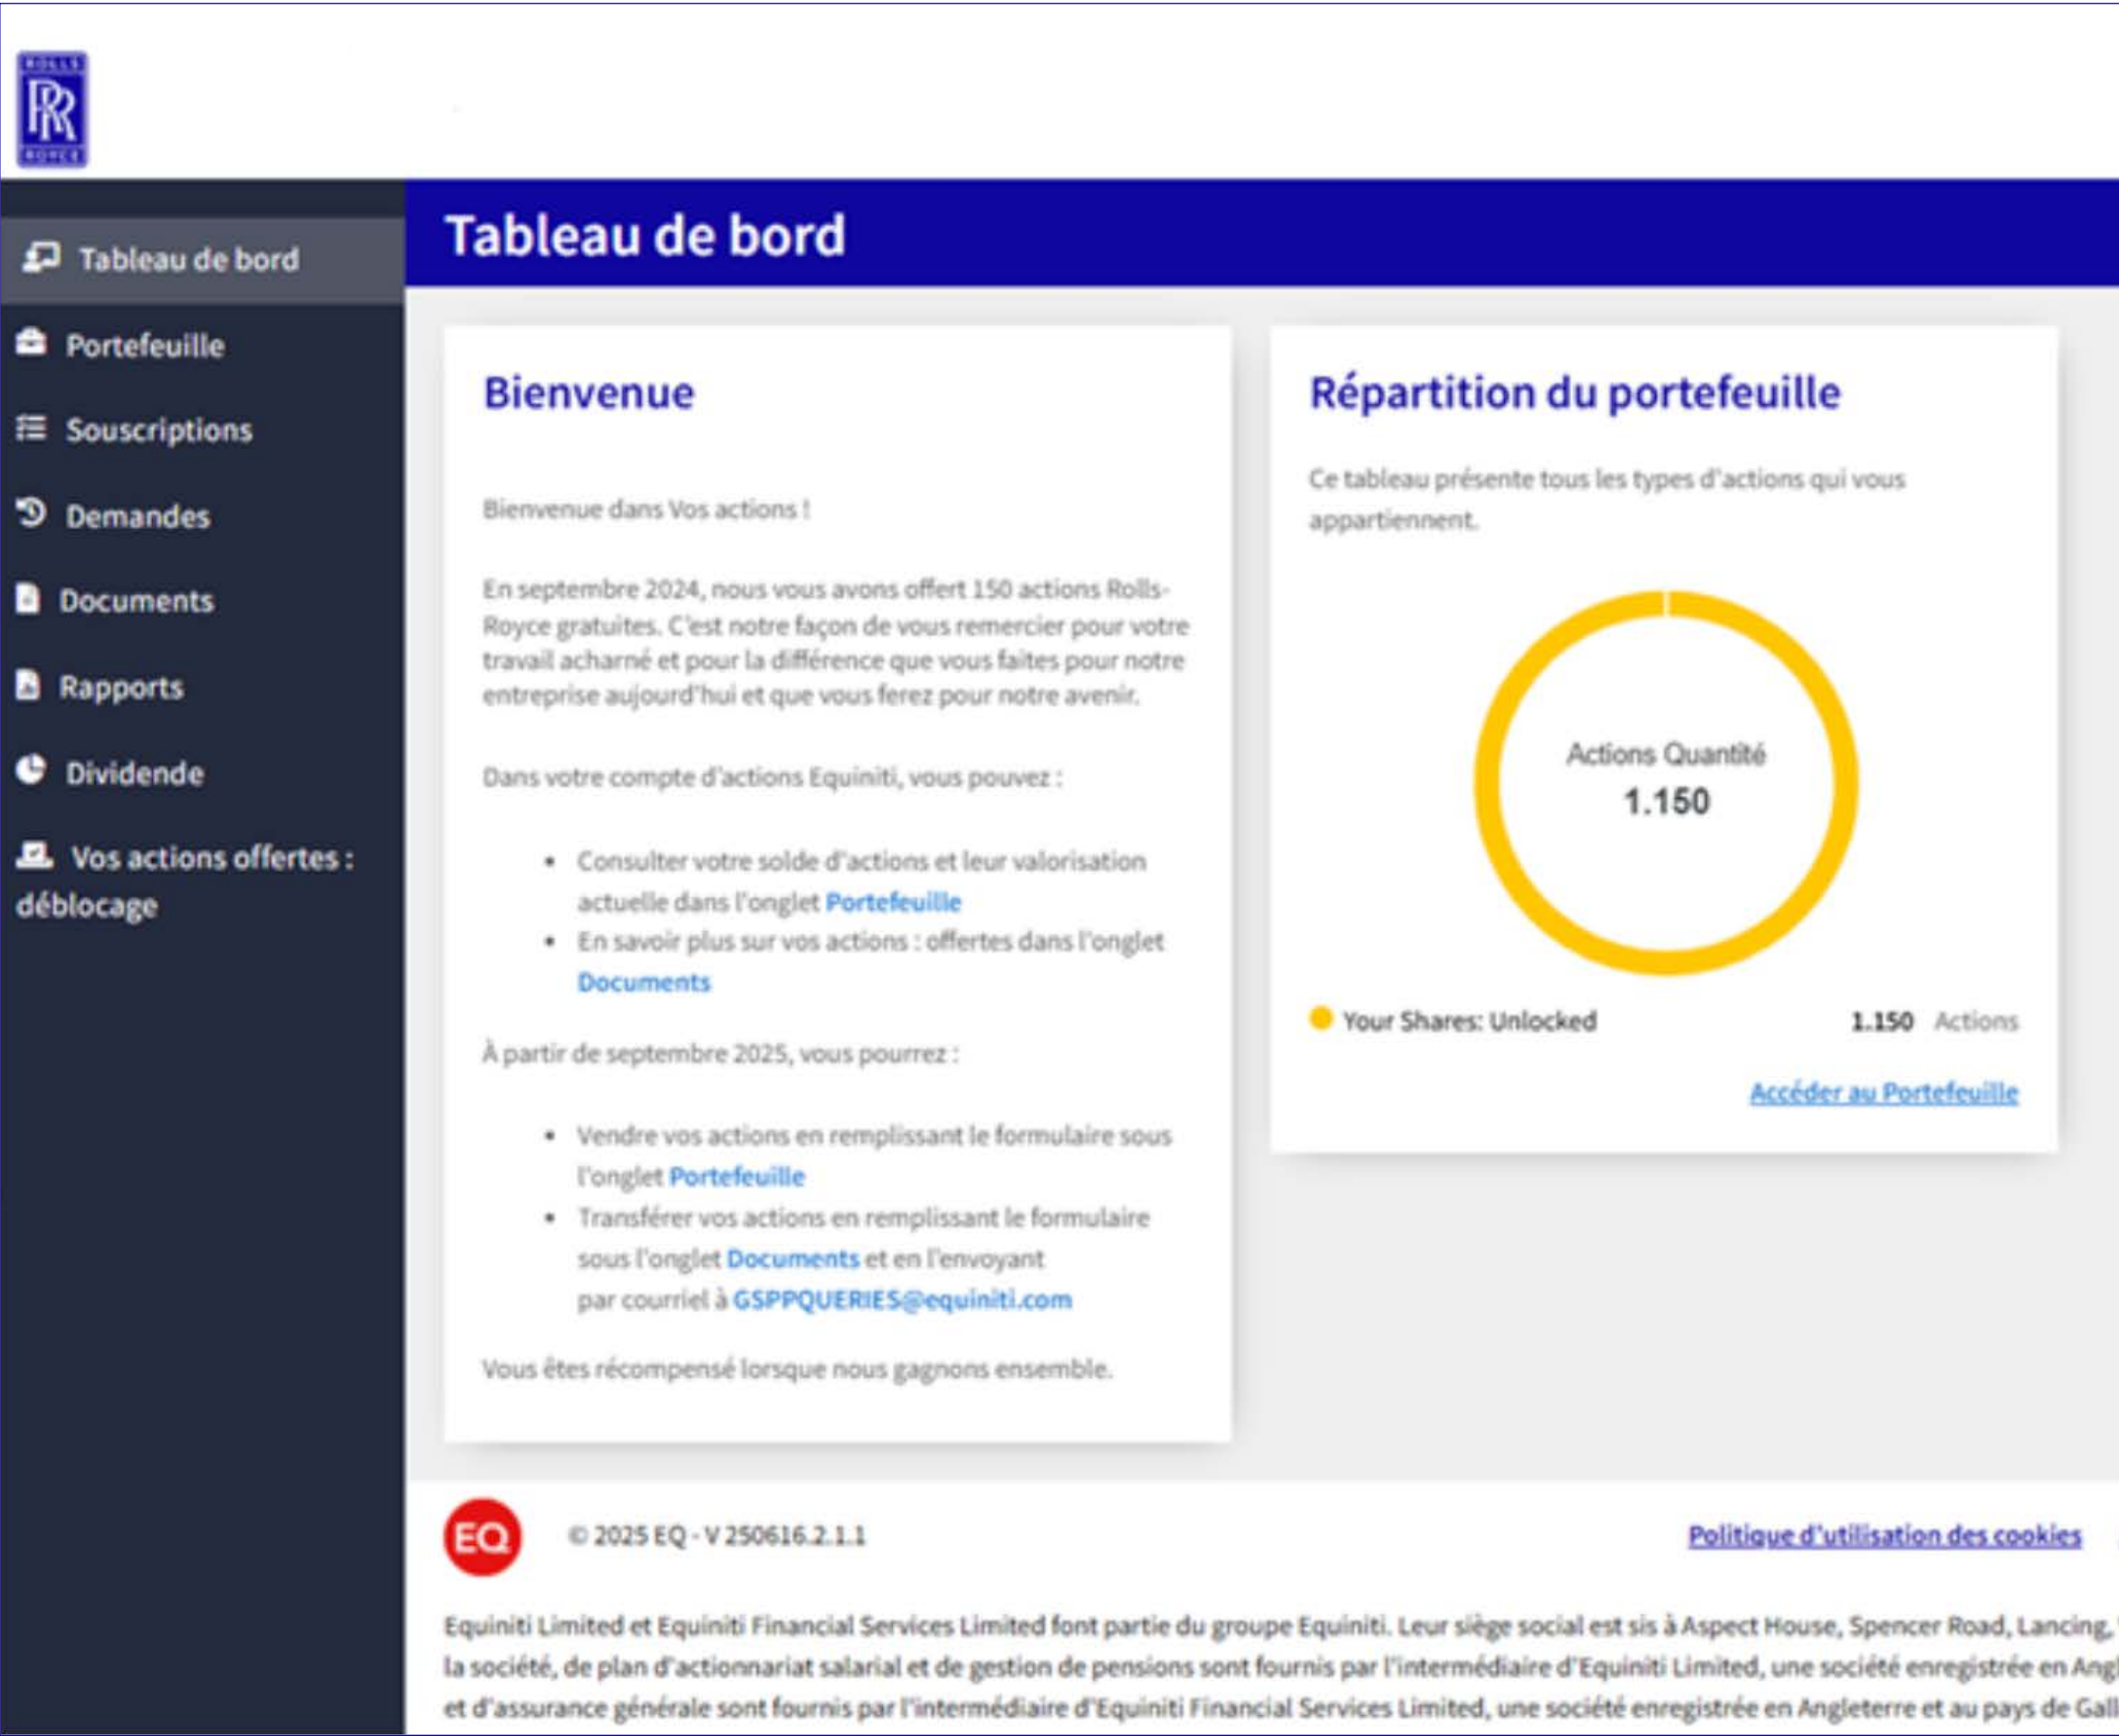 ROLLS
RR
ROYCE
Tableau de bord
Portefeuille
Souscriptions
Demandes
Documents
Rapports
Dividende
Vos actions offertes :
déblocage
Tableau de bord
Bienvenue
Bienvenue dans Vos actions !
En septembre 2024, nous vous avons offert 150 actions Rolls-
Royce gratuites. C'est notre façon de vous remercier pour votre
travail acharné et pour la différence que vous faites pour notre
entreprise aujourd'hui et que vous ferez pour notre avenir.
Dans votre compte d'actions Equiniti, vous pouvez :
• Consulter votre solde d'actions et leur valorisation
actuelle dans l'onglet Portefeuille
• En savoir plus sur vos actions : offertes dans l'onglet
Documents
À partir de septembre 2025, vous pourrez :
• Vendre vos actions en remplissant le formulaire sous
l'onglet Portefeuille
• Transférer vos actions en remplissant le formulaire
sous l'onglet Documents et en l'envoyant
par courriel à GSPPQUERIES@equiniti.com
Vous êtes récompensé lorsque nous gagnons ensemble.
Répartition du portefeuille
Ce tableau présente tous les types d'actions qui vous
appartiennent.
Actions Quantité
1.150
Your Shares: Unlocked 1.150 Actions
Accéder au Portefeuille
EQ
© 2025 EQ - V 250616.2.1.1
Politique d'utilisation des cookies
Equiniti Limited et Equiniti Financial Services Limited font partie du groupe Equiniti. Leur siège social est sis à Aspect House, Spencer Road, Lancing,
la société, de plan d'actionnariat salarial et de gestion de pensions sont fournis par l'intermédiaire d'Equiniti Limited, une société enregistrée en Angl
et d'assurance générale sont fournis par l'intermédiaire d'Equiniti Financial Services Limited, une société enregistrée en Angleterre et au pays de Gall